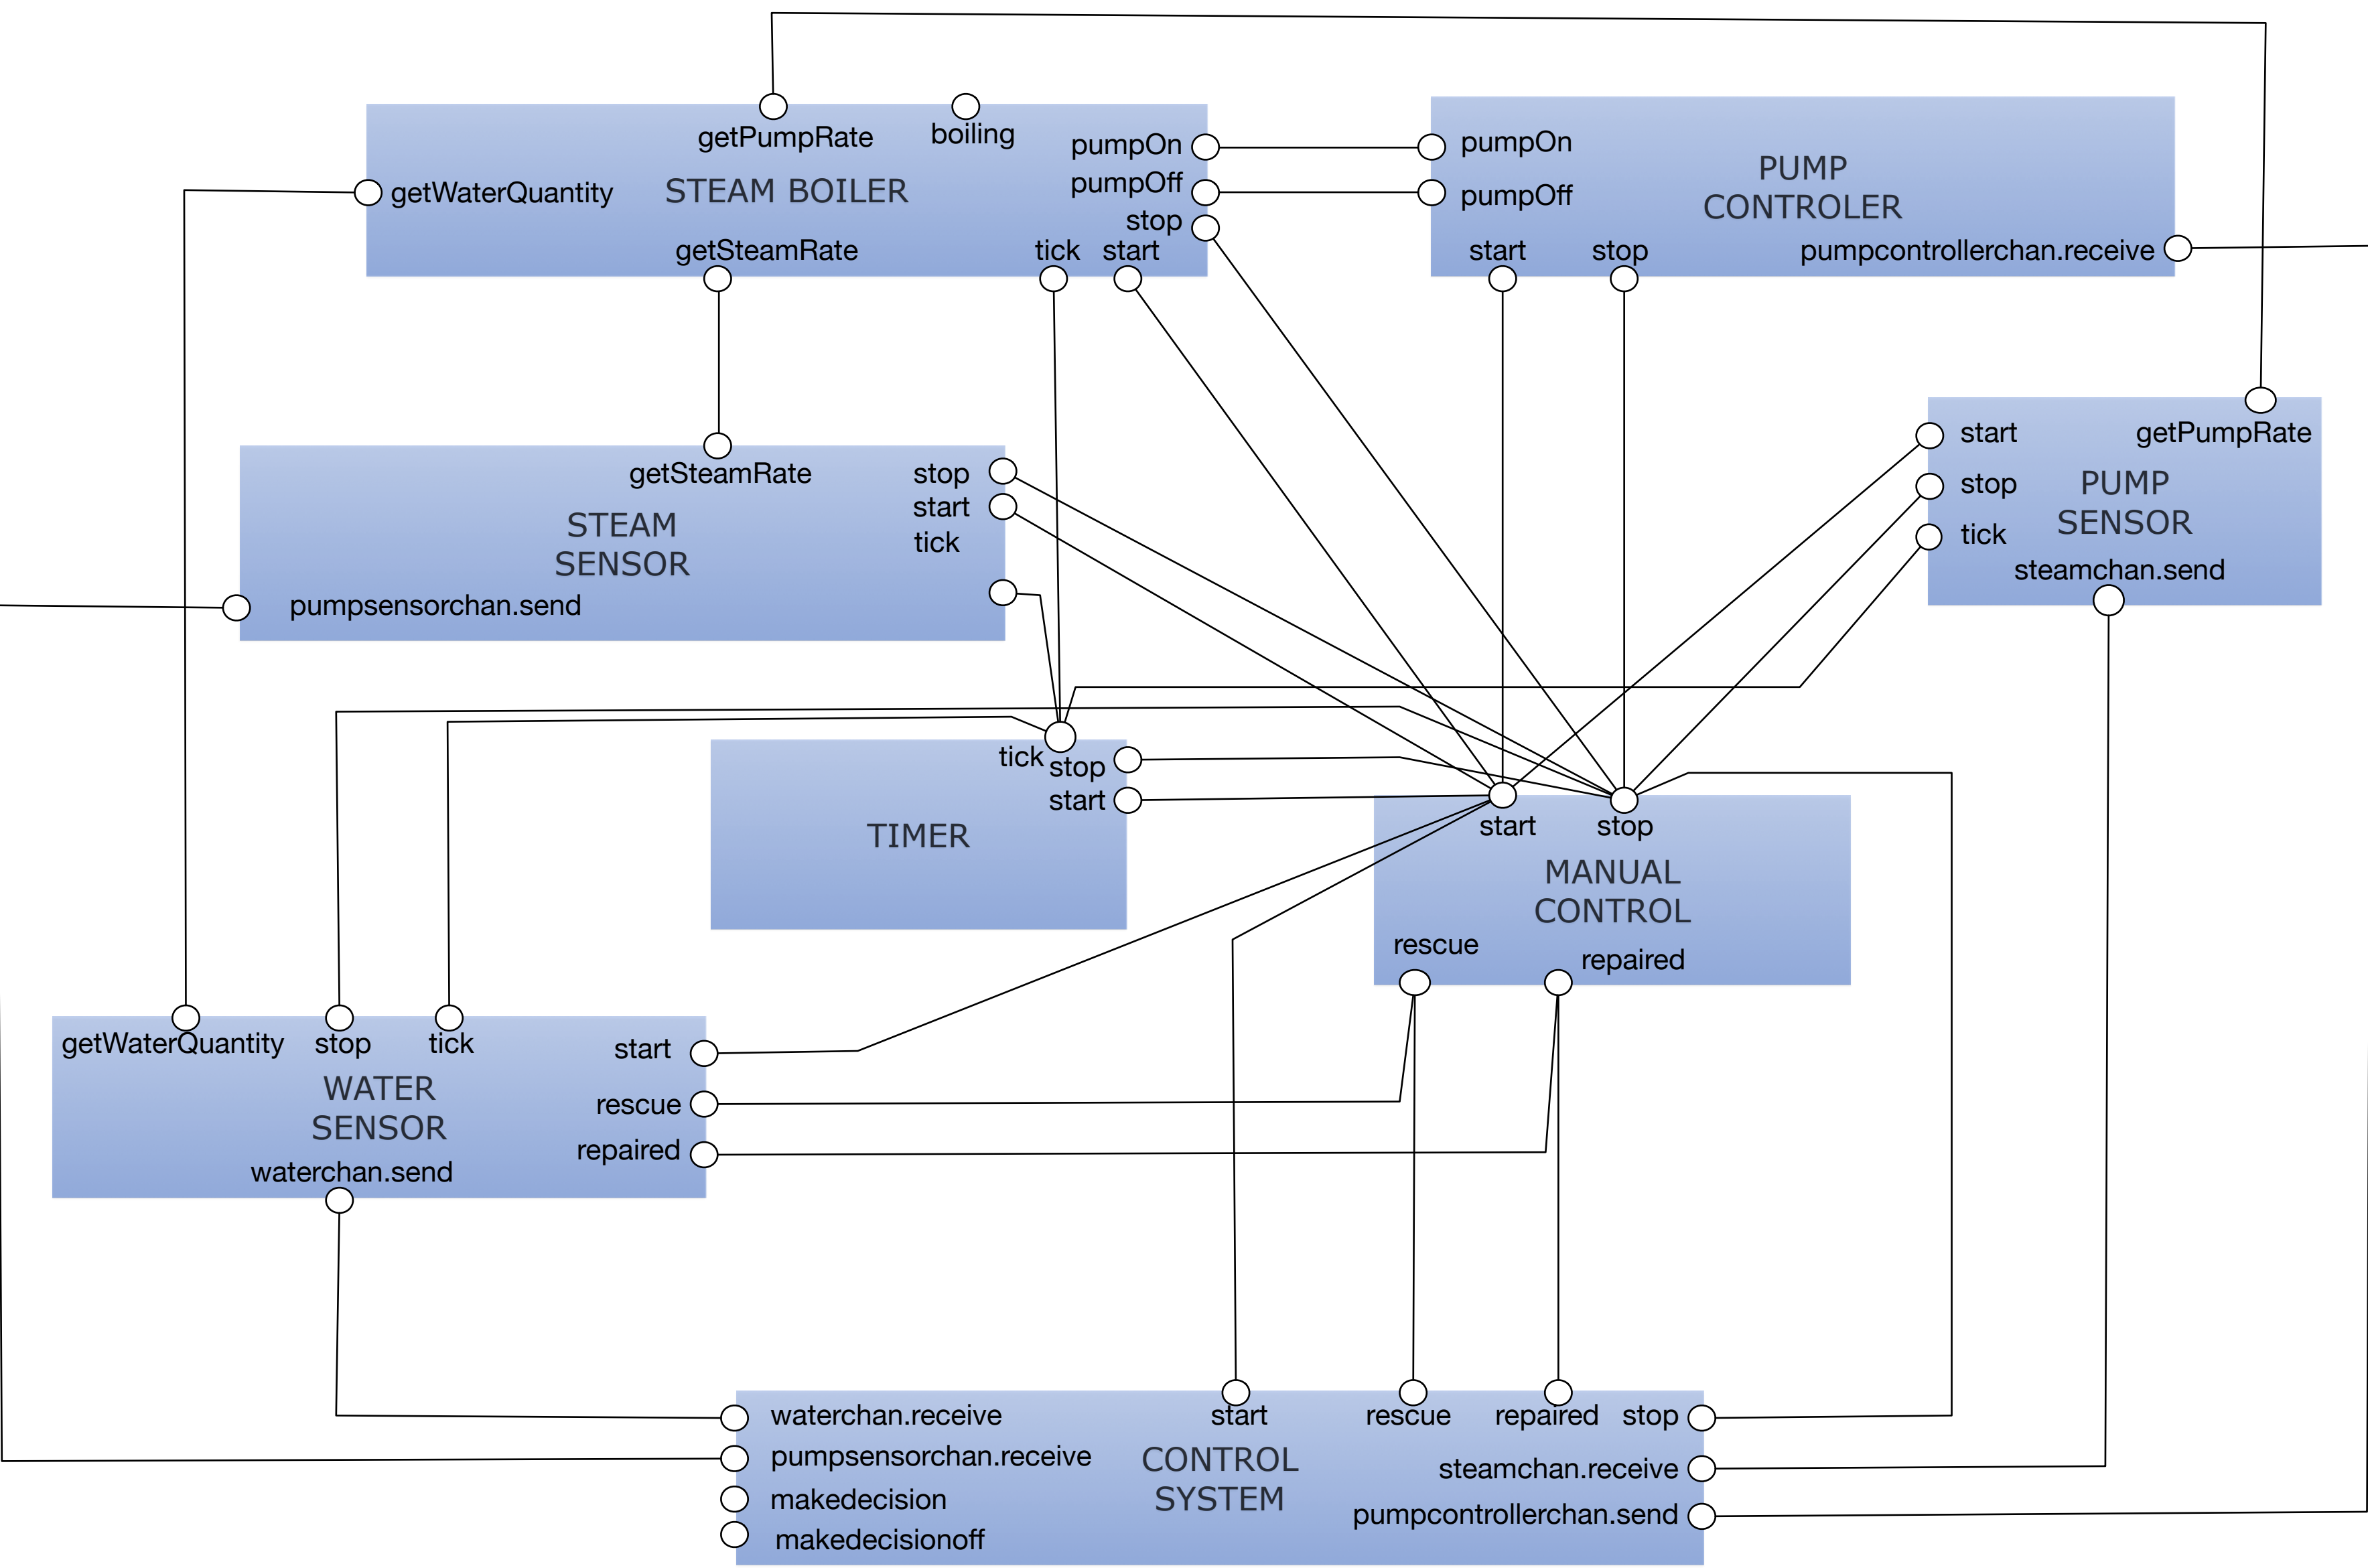 getPumpRate
boiling
pumpOn
pumpOff
stop
getWaterQuantity
STEAM BOILER
getSteamRate
tick
start
pumpOn
pumpOff
PUMP
CONTROLER
start
stop
pumpcontrollerchan.receive
getSteamRate
stop
start
tick
STEAM
SENSOR
pumpsensorchan.send
start
stop
tick
getPumpRate
PUMP
SENSOR
steamchan.send
tick
stop
start
TIMER
start
stop
MANUAL
CONTROL
rescue
repaired
getWaterQuantity
stop
tick
start
rescue
repaired
WATER
SENSOR
waterchan.send
waterchan.receive
pumpsensorchan.receive
makedecision
makedecisionoff
start
rescue
repaired
stop
CONTROL
SYSTEM
steamchan.receive
pumpcontrollerchan.send